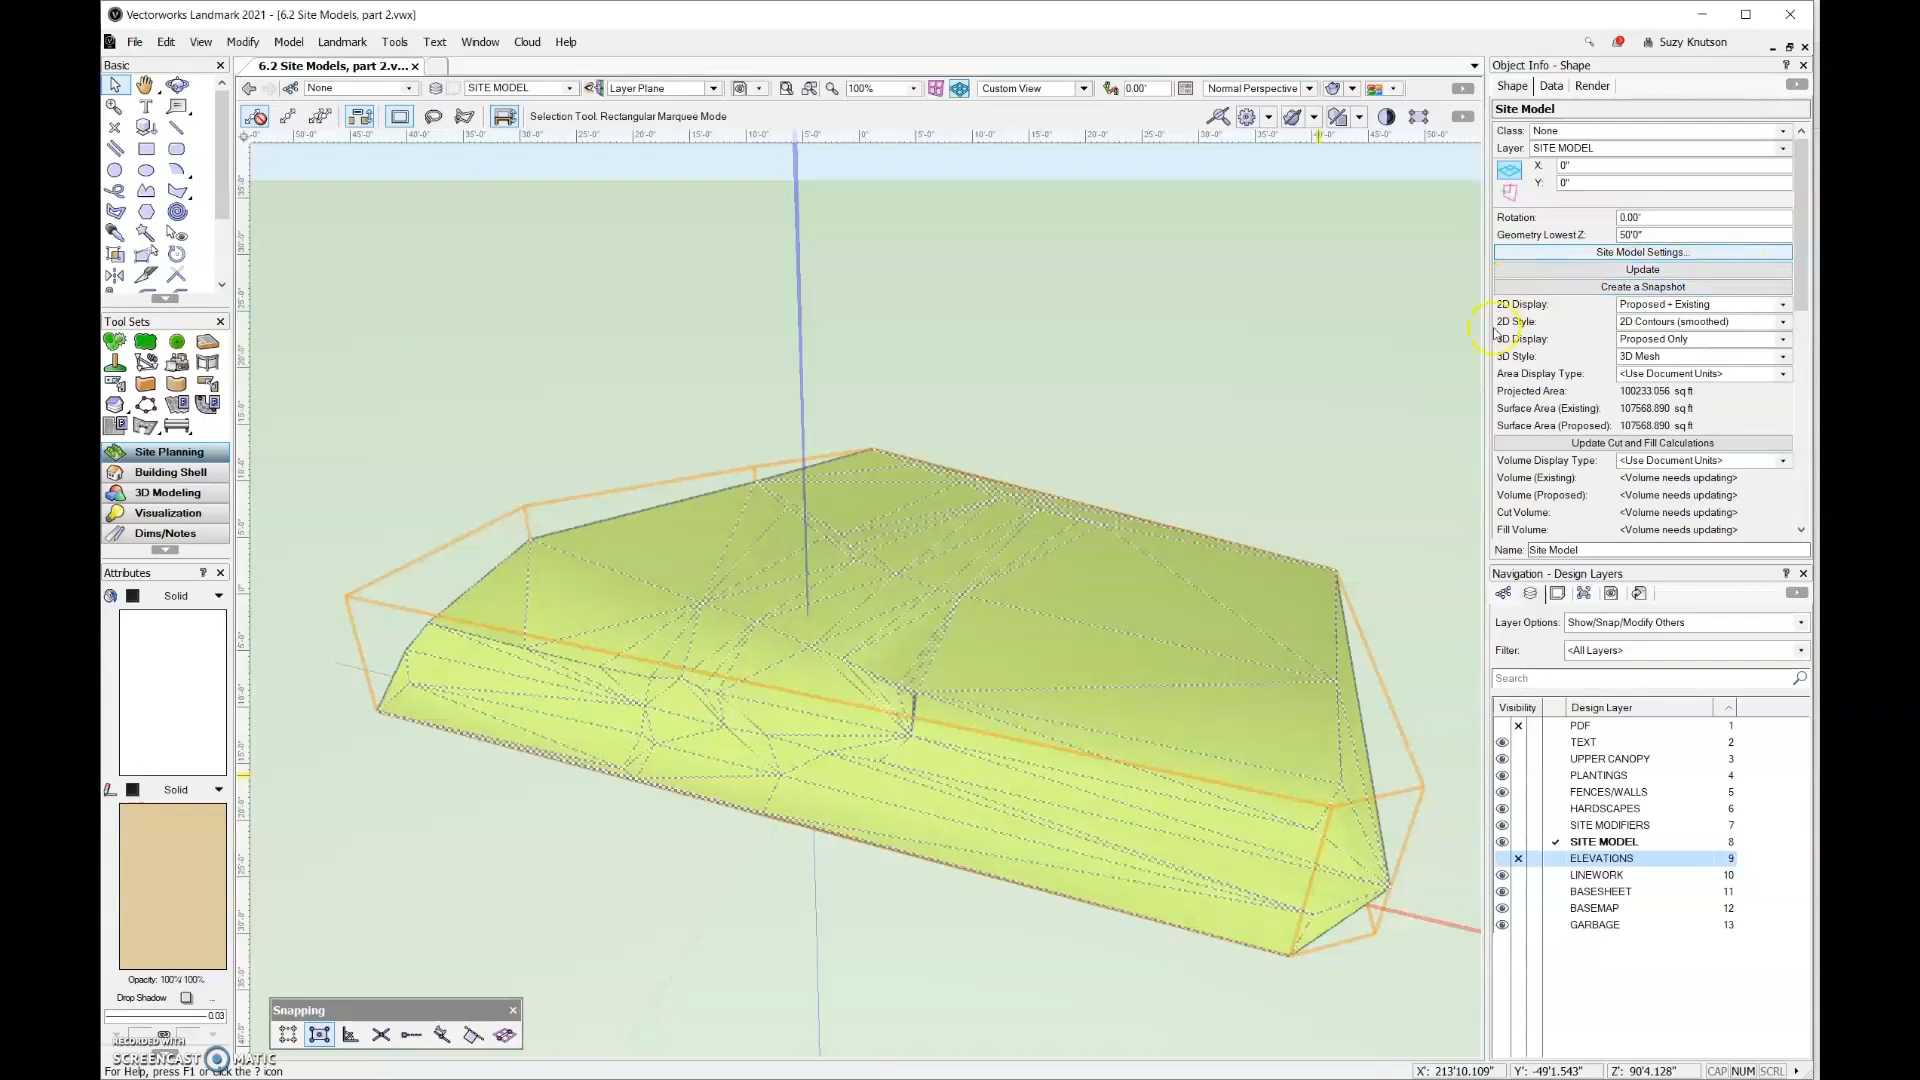 Vectorworks Landmark 2021 - [6.2 Site Models, part 2.vwx]
File Edit View Modify Model Landmark Tools Text Window Cloud Help
Suzy Knutson
Basic
6.2 Site Models, part 2.v...
None
SITE MODEL
Layer Plane
100%
Custom View
0.00°
Normal Perspective
Selection Tool: Rectangular Marquee Mode
Tool Sets
Site Planning
Building Shell
3D Modeling
Visualization
Dims/Notes
Attributes
Solid
Solid
Opacity: 100%/ 100%
Drop Shadow
0.03
RECORDED WITH
SCREENCAST MATIC
For Help, press F1 or click the ? icon
Snapping
Object Info - Shape
Shape Data Render
Site Model
Class: None
Layer: SITE MODEL
X: 0"
Y: 0"
Rotation: 0.00°
Geometry Lowest Z: 50'0"
Site Model Settings...
Update
Create a Snapshot
2D Display: Proposed + Existing
2D Style: 2D Contours (smoothed)
3D Display: Proposed Only
3D Style: 3D Mesh
Area Display Type: <Use Document Units>
Projected Area: 100233.056 sq ft
Surface Area (Existing): 107568.890 sq ft
Surface Area (Proposed): 107568.890 sq ft
Update Cut and Fill Calculations
Volume Display Type: <Use Document Units>
Volume (Existing): <Volume needs updating>
Volume (Proposed): <Volume needs updating>
Cut Volume: <Volume needs updating>
Fill Volume: <Volume needs updating>
Name: Site Model
Navigation - Design Layers
Layer Options: Show/Snap/Modify Others
Filter: <All Layers>
Search
Visibility Design Layer
PDF 1
TEXT 2
UPPER CANOPY 3
PLANTINGS 4
FENCES/WALLS 5
HARDSCAPES 6
SITE MODIFIERS 7
SITE MODEL 8
ELEVATIONS 9
LINEWORK 10
BASESHEET 11
BASEMAP 12
GARBAGE 13
X': 213'10.109" Y': -49'1.543" Z': 90'4.128" CAP NUM SCRL